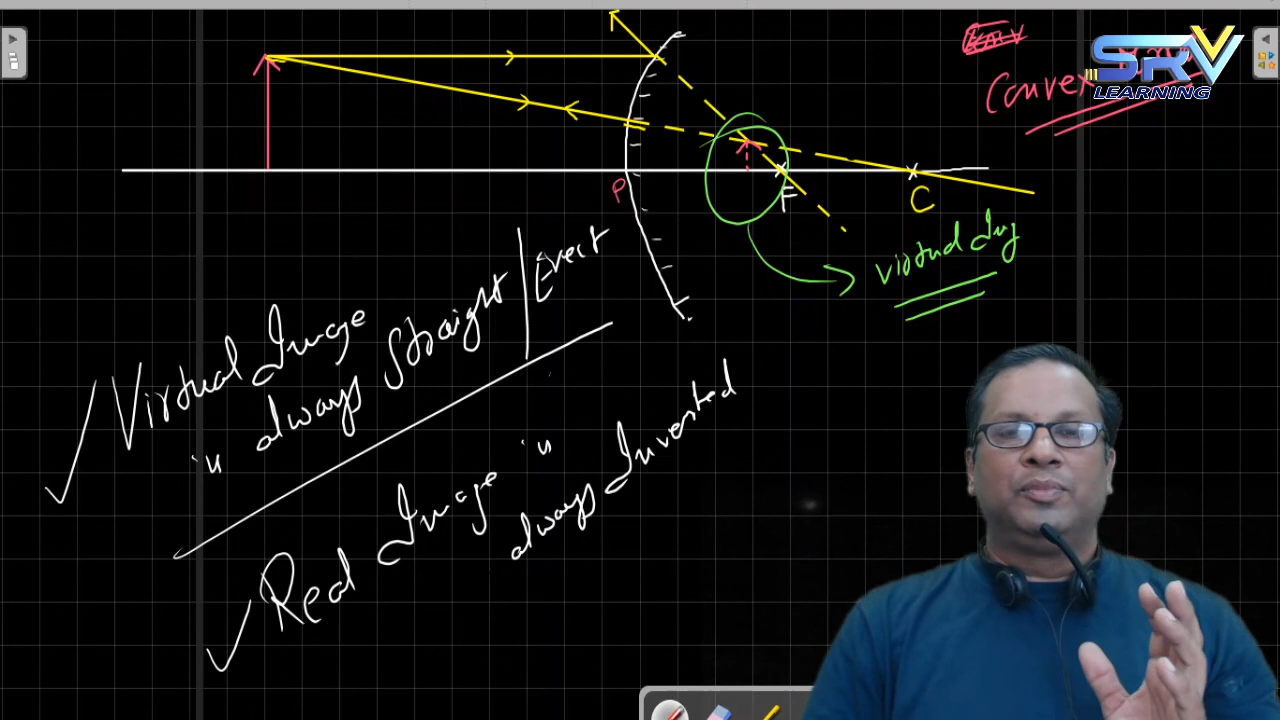 Convex
SRV
LEARNING
P
F
C
Virtual Img
Virtual Image
is always Straight / Erect
Real Image is
always Inverted